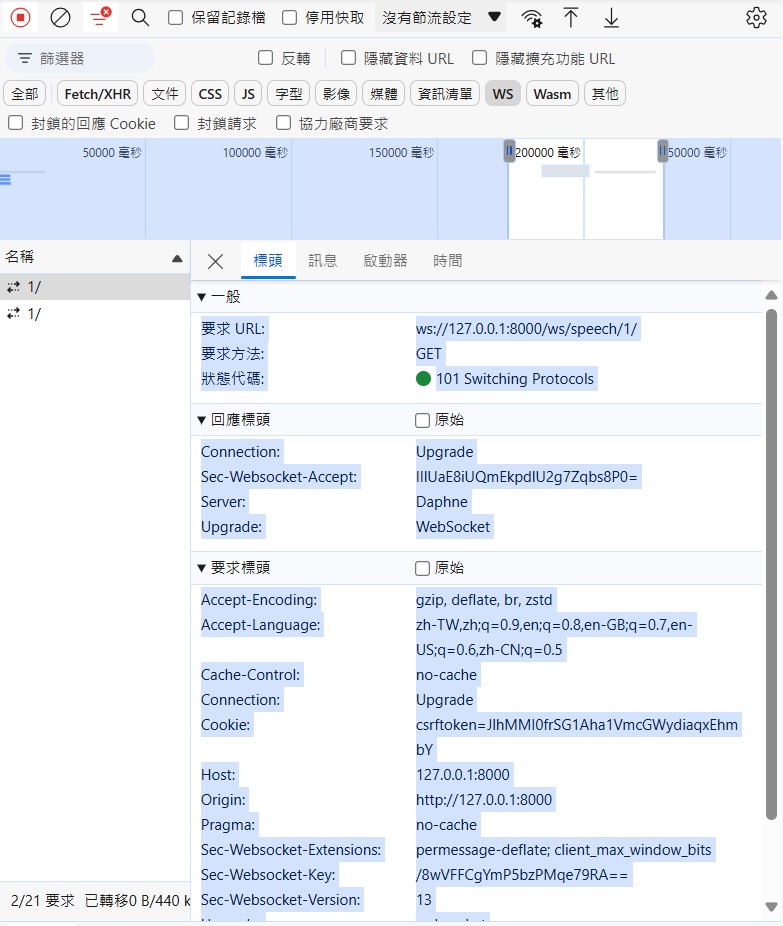 保留記錄檔 停用快取 沒有節流設定
篩選器 反轉 隱藏資料 URL 隱藏擴充功能 URL
全部 Fetch/XHR 文件 CSS JS 字型 影像 媒體 資訊清單 WS Wasm 其他
封鎖的回應 Cookie 封鎖請求 協力廠商要求
50000 毫秒 100000 毫秒 150000 毫秒 200000 毫秒 50000 毫秒
名稱 標頭 訊息 啟動器 時間
1/
1/
一般
要求 URL: ws://127.0.0.1:8000/ws/speech/1/
要求方法: GET
狀態代碼: 101 Switching Protocols
回應標頭 原始
Connection: Upgrade
Sec-Websocket-Accept: IIIUaE8iUQmEkpdIU2g7Zqbs8P0=
Server: Daphne
Upgrade: WebSocket
要求標頭 原始
Accept-Encoding: gzip, deflate, br, zstd
Accept-Language: zh-TW,zh;q=0.9,en;q=0.8,en-GB;q=0.7,en-
US;q=0.6,zh-CN;q=0.5
Cache-Control: no-cache
Connection: Upgrade
Cookie: csrftoken=JIhMMI0frSG1Aha1VmcGWydiaqxEhm
bY
Host: 127.0.0.1:8000
Origin: http://127.0.0.1:8000
Pragma: no-cache
Sec-Websocket-Extensions: permessage-deflate; client_max_window_bits
Sec-Websocket-Key: /8wVFFCgYmP5bzPMqe79RA==
Sec-Websocket-Version: 13
2/21 要求 已轉移0 B/440 k